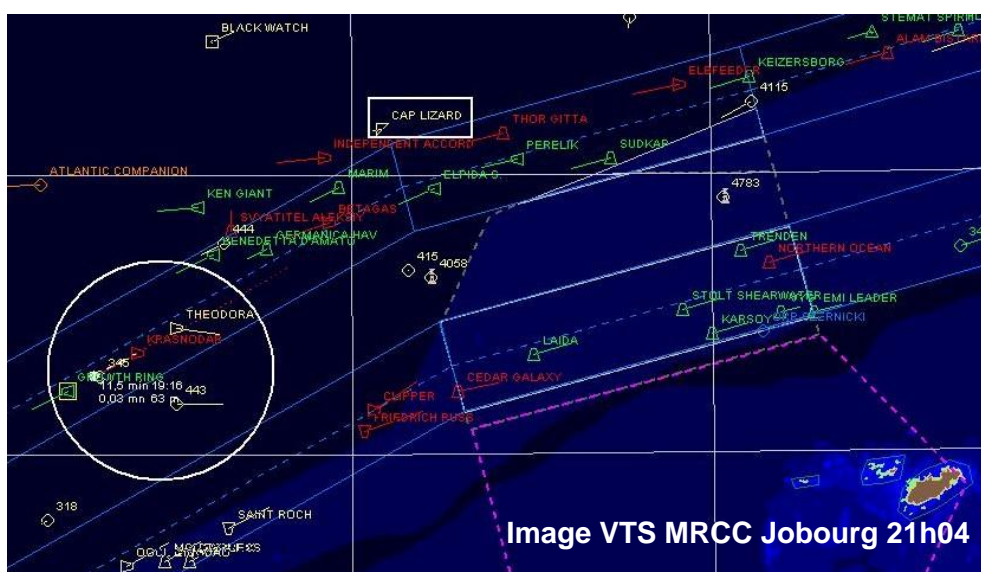 BLACK WATCH
STEMAT SPIRIT
ALAM BISTARI
KEIZERSBORG
ELEFEEDER
4115
CAP LIZARD
THOR GITTA
INDEPENDENT ACCORD
PERELIK
SUDKAP
ATLANTIC COMPANION
MARIM
ELPIDA S.
4783
KEN GIANT
BETAGAS
SVYATITEL ALEKSIY
444
GERMANICA HAV
BENEDETTA D'AMATO
TRENDEN
34
415
4058
NORTHERN OCEAN
STOLT SHEARWATER
EMI LEADER
THEODORA
KARSOY
KRASNODAR
LAIDA
345
GROWTH RING
11,5 min 19:16
0,03 mn 63 m
443
CEDAR GALAXY
CLIPPER
FRIEDRICH RUSS
318
SAINT ROCH
Image VTS MRCC Jobourg 21h04